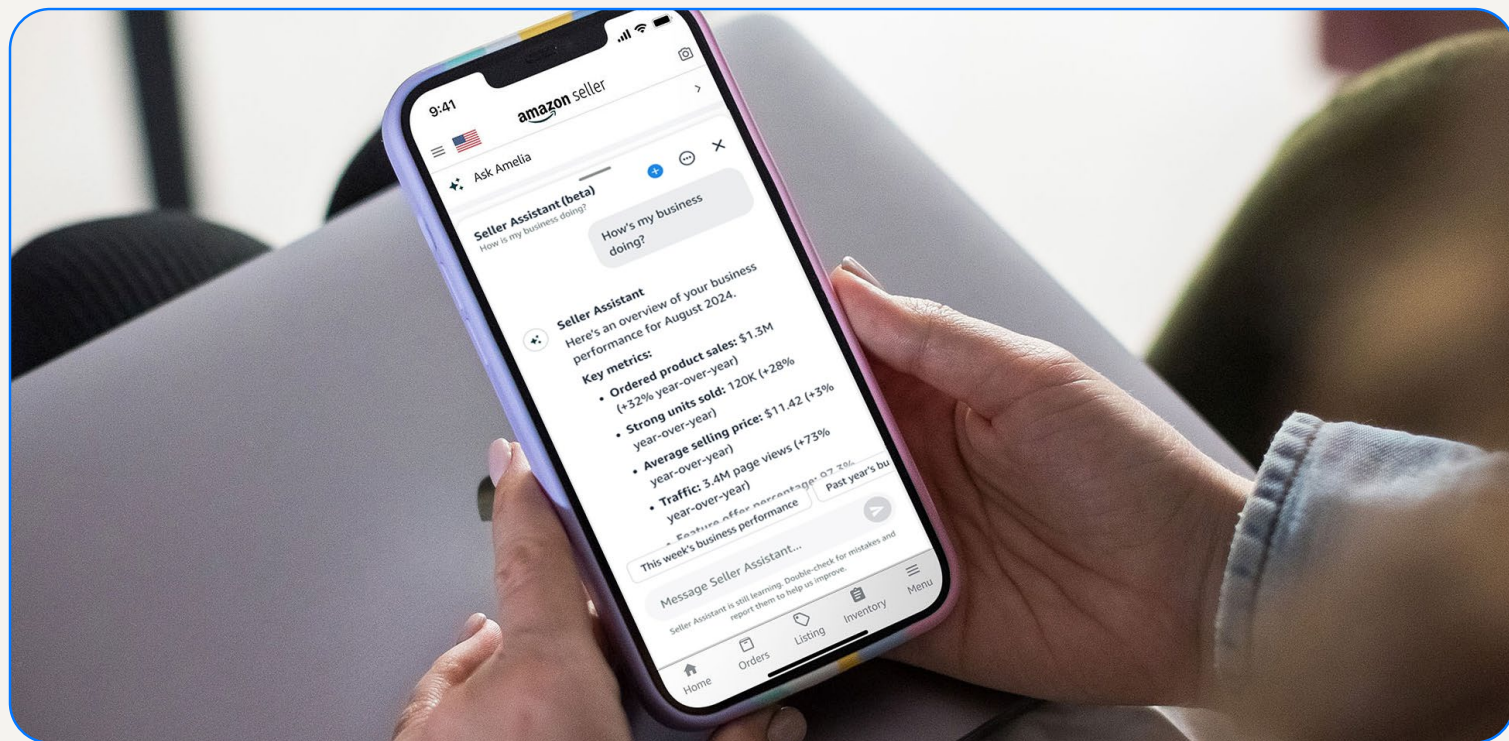 9:41
amazon seller
Ask Amelia
Seller Assistant (beta)
How is my business doing?
How's my business
doing?
Seller Assistant
Here's an overview of your business
performance for August 2024.
Key metrics:
• Ordered product sales: $1.3M
(+32% year-over-year)
• Strong units sold: 120K (+28%
year-over-year)
• Average selling price: $11.42 (+3%
year-over-year)
• Traffic: 3.4M page views (+73%
year-over-year)
• Feature offer percentage: 97.3%
This week's business performance
Past year's bu
Message Seller Assistant...
Seller Assistant is still learning. Double-check for mistakes and
report them to help us improve.
Home
Orders
Listing
Inventory
Menu